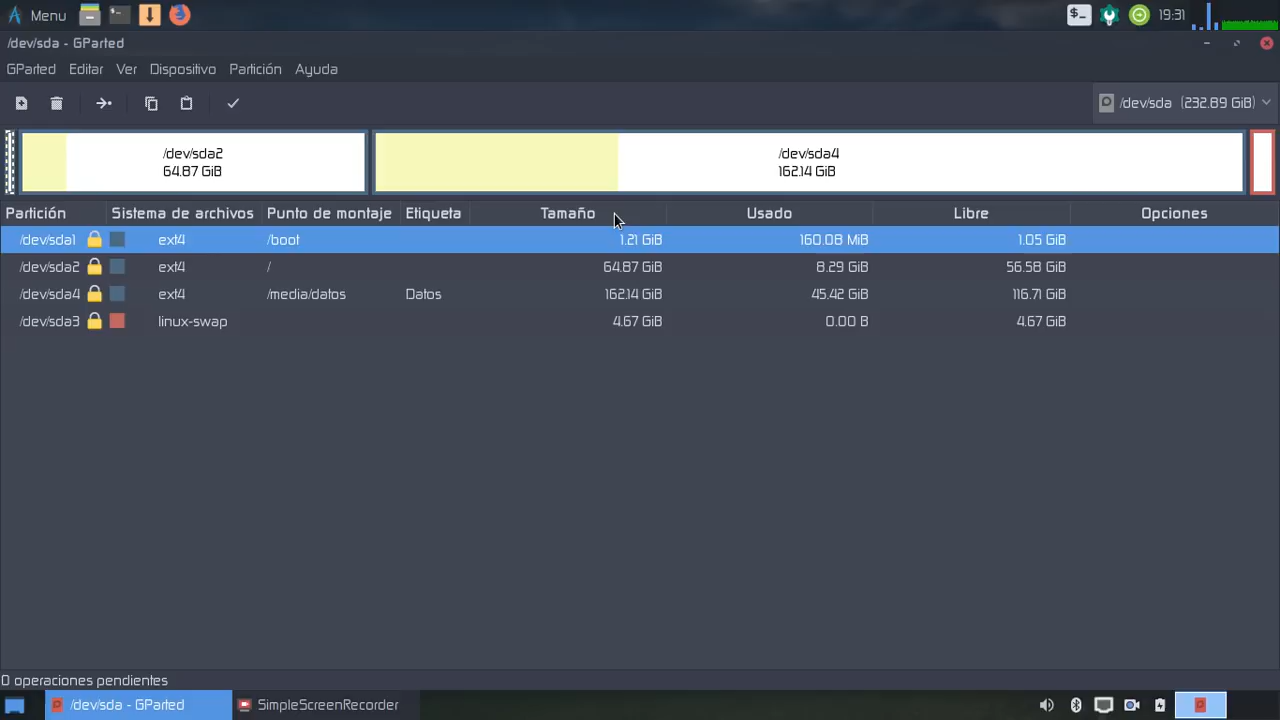 Menu
19:31
/dev/sda - GParted
GParted Editar Ver Dispositivo Partición Ayuda
/dev/sda (232.89 GiB)
/dev/sda2
64.87 GiB
/dev/sda4
162.14 GiB
Partición Sistema de archivos Punto de montaje Etiqueta Tamaño Usado Libre Opciones
/dev/sda1 ext4 /boot 1.21 GiB 160.08 MiB 1.05 GiB
/dev/sda2 ext4 / 64.87 GiB 8.29 GiB 56.58 GiB
/dev/sda4 ext4 /media/datos Datos 162.14 GiB 45.42 GiB 116.71 GiB
/dev/sda3 linux-swap 4.67 GiB 0.00 B 4.67 GiB
0 operaciones pendientes
/dev/sda - GParted SimpleScreenRecorder